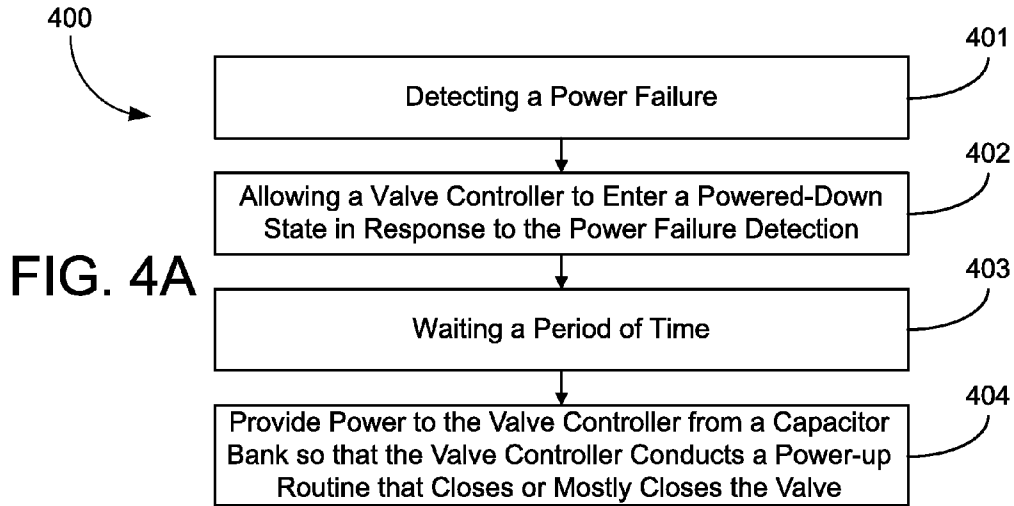 400
401
Detecting a Power Failure
402
Allowing a Valve Controller to Enter a Powered-Down
State in Response to the Power Failure Detection
FIG. 4A
403
Waiting a Period of Time
404
Provide Power to the Valve Controller from a Capacitor
Bank so that the Valve Controller Conducts a Power-up
Routine that Closes or Mostly Closes the Valve